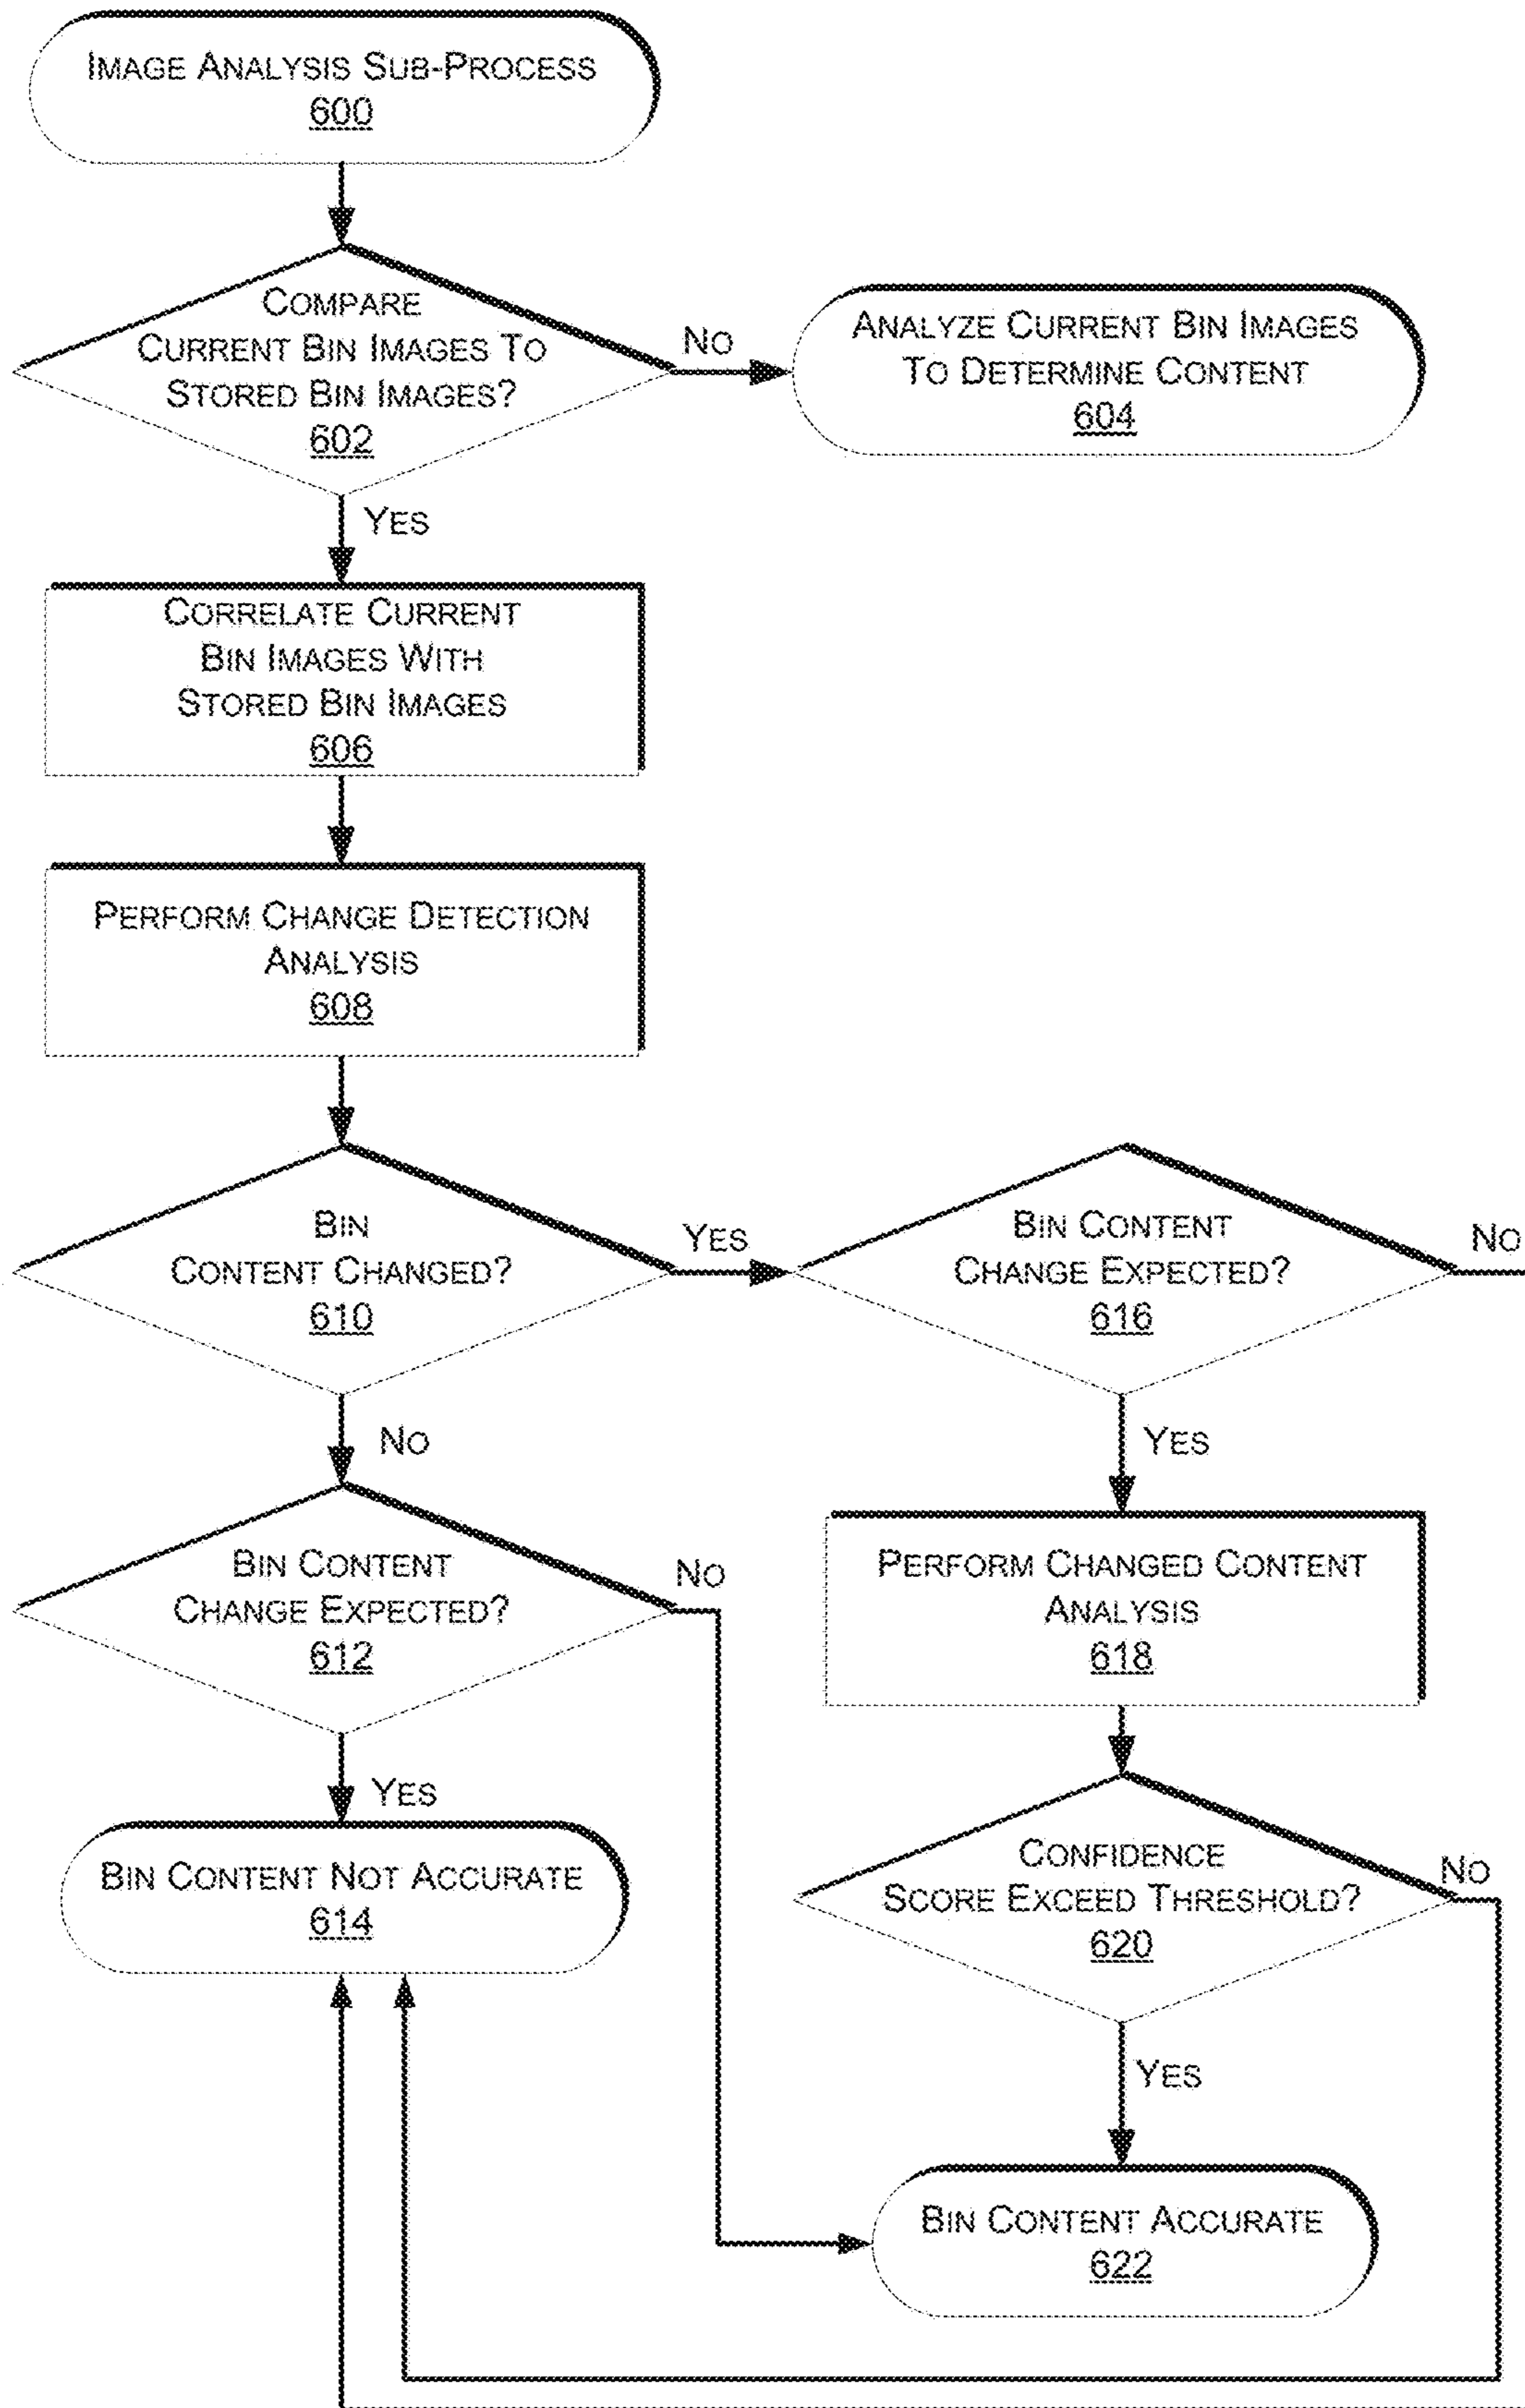 IMAGE ANALYSIS SUB-PROCESS
600
COMPARE
CURRENT BIN IMAGES TO
STORED BIN IMAGES?
602
NO
ANALYZE CURRENT BIN IMAGES
TO DETERMINE CONTENT
604
YES
CORRELATE CURRENT
BIN IMAGES WITH
STORED BIN IMAGES
606
PERFORM CHANGE DETECTION
ANALYSIS
608
BIN
CONTENT CHANGED?
610
YES
BIN CONTENT
CHANGE EXPECTED?
616
NO
NO
YES
BIN CONTENT
CHANGE EXPECTED?
612
NO
PERFORM CHANGED CONTENT
ANALYSIS
618
YES
BIN CONTENT NOT ACCURATE
614
CONFIDENCE
SCORE EXCEED THRESHOLD?
620
NO
YES
BIN CONTENT ACCURATE
622